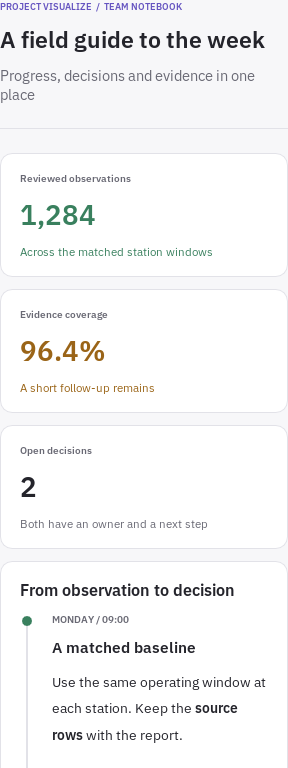 PROJECT VISUALIZE / TEAM NOTEBOOK
A field guide to the week
Progress, decisions and evidence in one
place
Reviewed observations
1,284
Across the matched station windows
Evidence coverage
96.4%
A short follow-up remains
Open decisions
2
Both have an owner and a next step
From observation to decision
MONDAY / 09:00
A matched baseline
Use the same operating window at
each station. Keep the source
rows with the report.